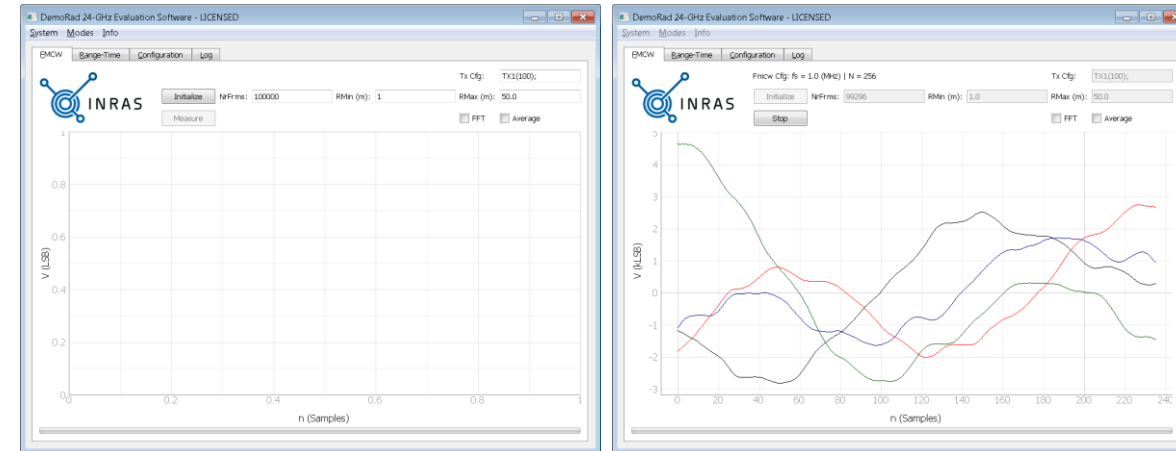 DemoRad 24-GHz Evaluation Software - LICENSED
System Modes Info
FMCW Range-Time Configuration Log
Tx Cfg: TX1(100);
INRAS
Initialize NrFrms: 100000 RMin (m): 1 RMax (m): 50.0
Measure FFT Average
1
0.8
0.6
V (LSB)
0.4
0.2
0
0 0.2 0.4 0.6 0.8 1
n (Samples)
DemoRad 24-GHz Evaluation Software - LICENSED
System Modes Info
FMCW Range-Time Configuration Log
Fmcw Cfg: fs = 1.0 (MHz) | N = 256 Tx Cfg: TX1(100);
INRAS
Initialize NrFrms: 99296 RMin (m): 1.0 RMax (m): 50.0
Stop FFT Average
5
4
3
2
1
V (kLSB)
0
-1
-2
-3
0 20 40 60 80 100 120 140 160 180 200 220 240
n (Samples)